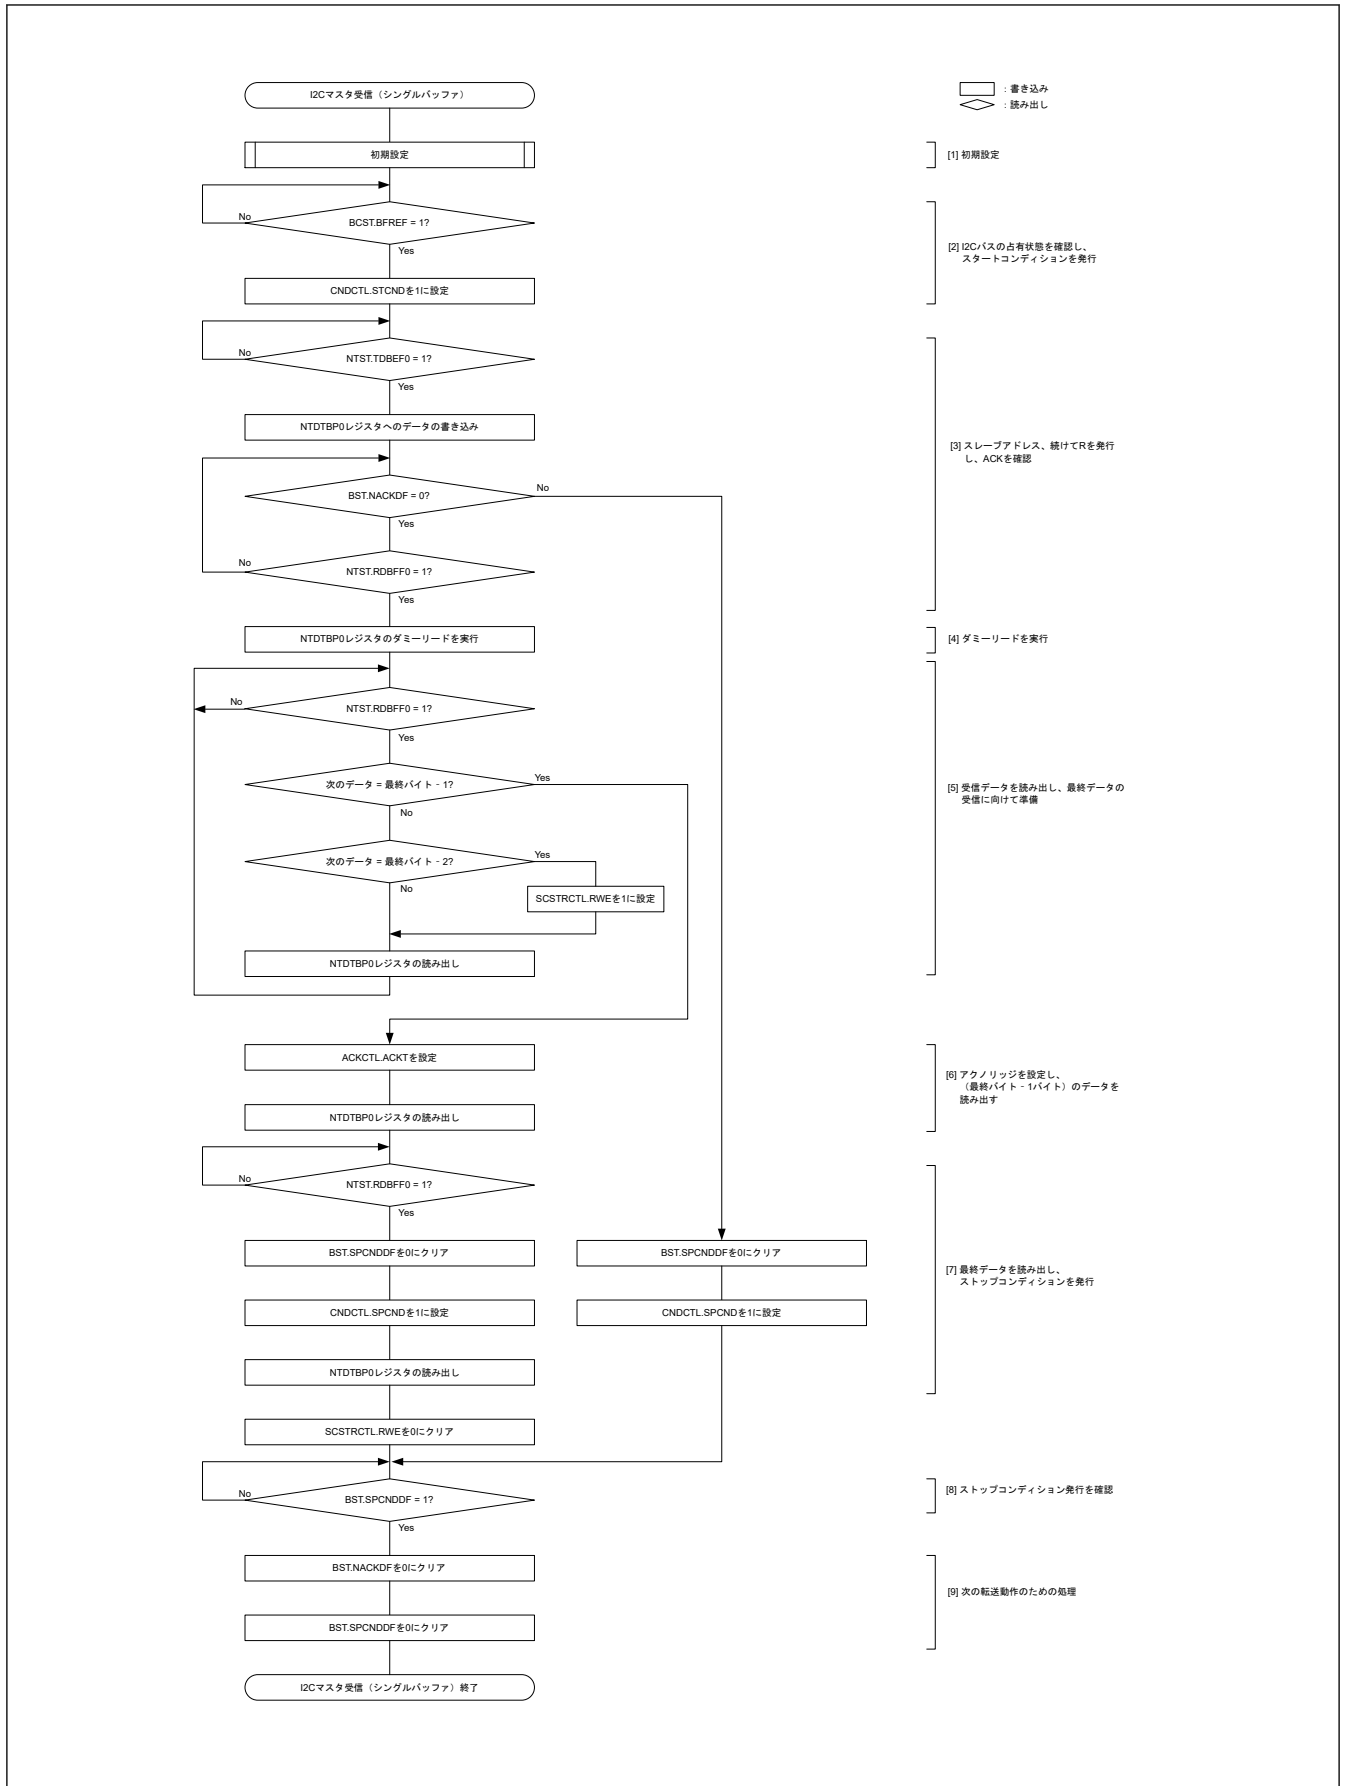 I2Cマスタ受信（シングルバッファ）
：書き込み
：読み出し
初期設定
[1] 初期設定
No
BCST.BFREF = 1?
Yes
[2] I2Cバスの占有状態を確認し、
スタートコンディションを発行
CNDCTL.STCNDを1に設定
No
NTST.TDBEF0 = 1?
Yes
NTDTBP0レジスタへのデータの書き込み
[3] スレーブアドレス、続けてRを発行
し、ACKを確認
BST.NACKDF = 0?
No
Yes
No
NTST.RDBFF0 = 1?
Yes
NTDTBP0レジスタのダミーリードを実行
[4] ダミーリードを実行
No
NTST.RDBFF0 = 1?
Yes
次のデータ = 最終バイト - 1?
Yes
No
[5] 受信データを読み出し、最終データの
受信に向けて準備
次のデータ = 最終バイト - 2?
Yes
No
SCSTRCTL.RWEを1に設定
NTDTBP0レジスタの読み出し
ACKCTL.ACKTを設定
[6] アクノリッジを設定し、
（最終バイト - 1バイト）のデータを
読み出す
NTDTBP0レジスタの読み出し
No
NTST.RDBFF0 = 1?
Yes
BST.SPCNDDFを0にクリア
BST.SPCNDDFを0にクリア
[7] 最終データを読み出し、
ストップコンディションを発行
CNDCTL.SPCNDを1に設定
CNDCTL.SPCNDを1に設定
NTDTBP0レジスタの読み出し
SCSTRCTL.RWEを0にクリア
No
BST.SPCNDDF = 1?
Yes
[8] ストップコンディション発行を確認
BST.NACKDFを0にクリア
[9] 次の転送動作のための処理
BST.SPCNDDFを0にクリア
I2Cマスタ受信（シングルバッファ）終了